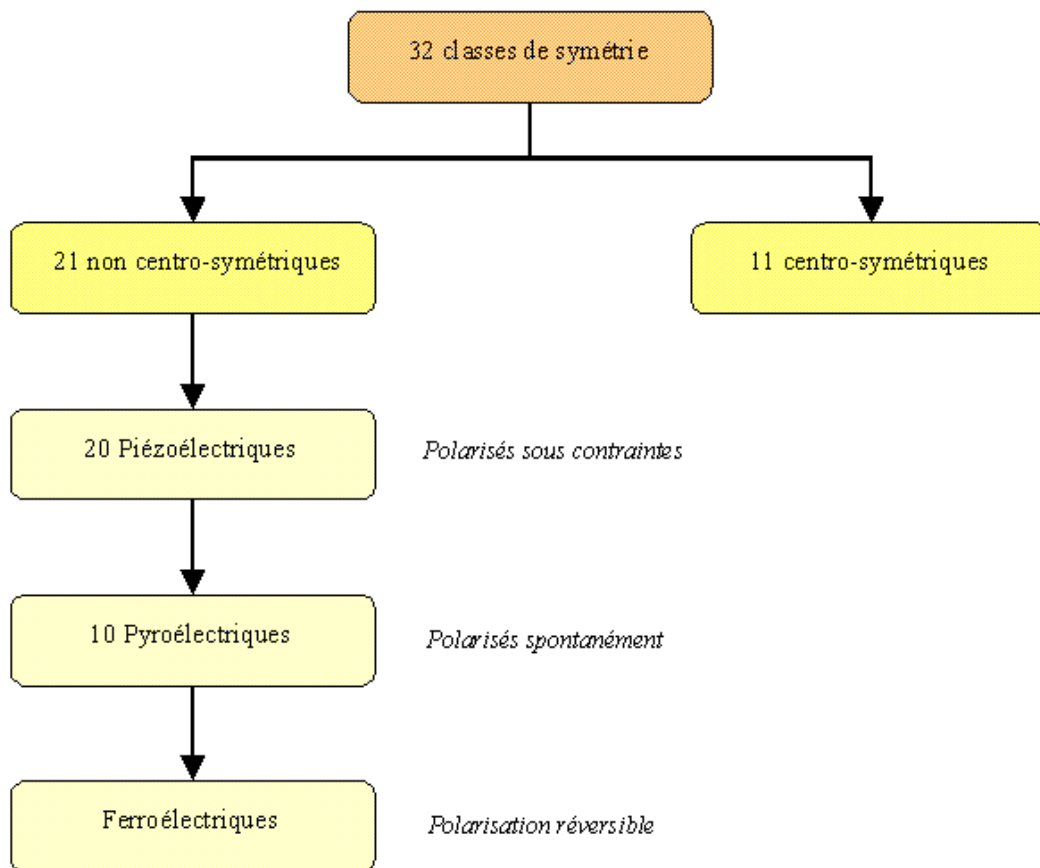 32 classes de symétrie
21 non centro-symétriques
11 centro-symétriques
20 Piézoélectriques
Polarisés sous contraintes
10 Pyroélectriques
Polarisés spontanément
Ferroélectriques
Polarisation réversible